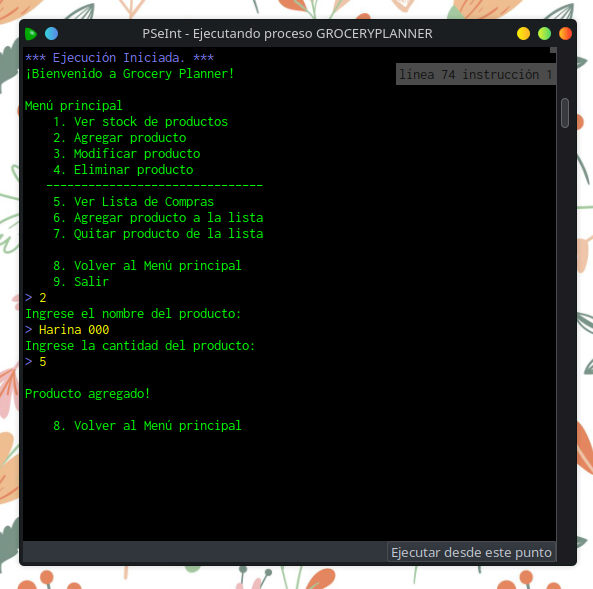 PSeInt - Ejecutando proceso GROCERYPLANNER
*** Ejecución Iniciada. ***
¡Bienvenido a Grocery Planner!
línea 74 instrucción 1
Menú principal
1. Ver stock de productos
2. Agregar producto
3. Modificar producto
4. Eliminar producto
-------------------------------
5. Ver Lista de Compras
6. Agregar producto a la lista
7. Quitar producto de la lista
8. Volver al Menú principal
9. Salir
> 2
Ingrese el nombre del producto:
> Harina 000
Ingrese la cantidad del producto:
> 5
Producto agregado!
8. Volver al Menú principal
Ejecutar desde este punto